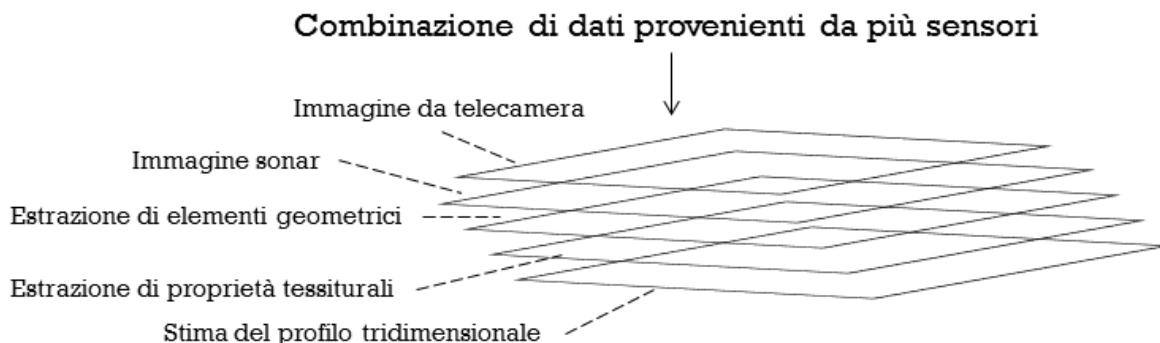 Combinazione di dati provenienti da più sensori
Immagine da telecamera
Immagine sonar
Estrazione di elementi geometrici
Estrazione di proprietà tessiturali
Stima del profilo tridimensionale